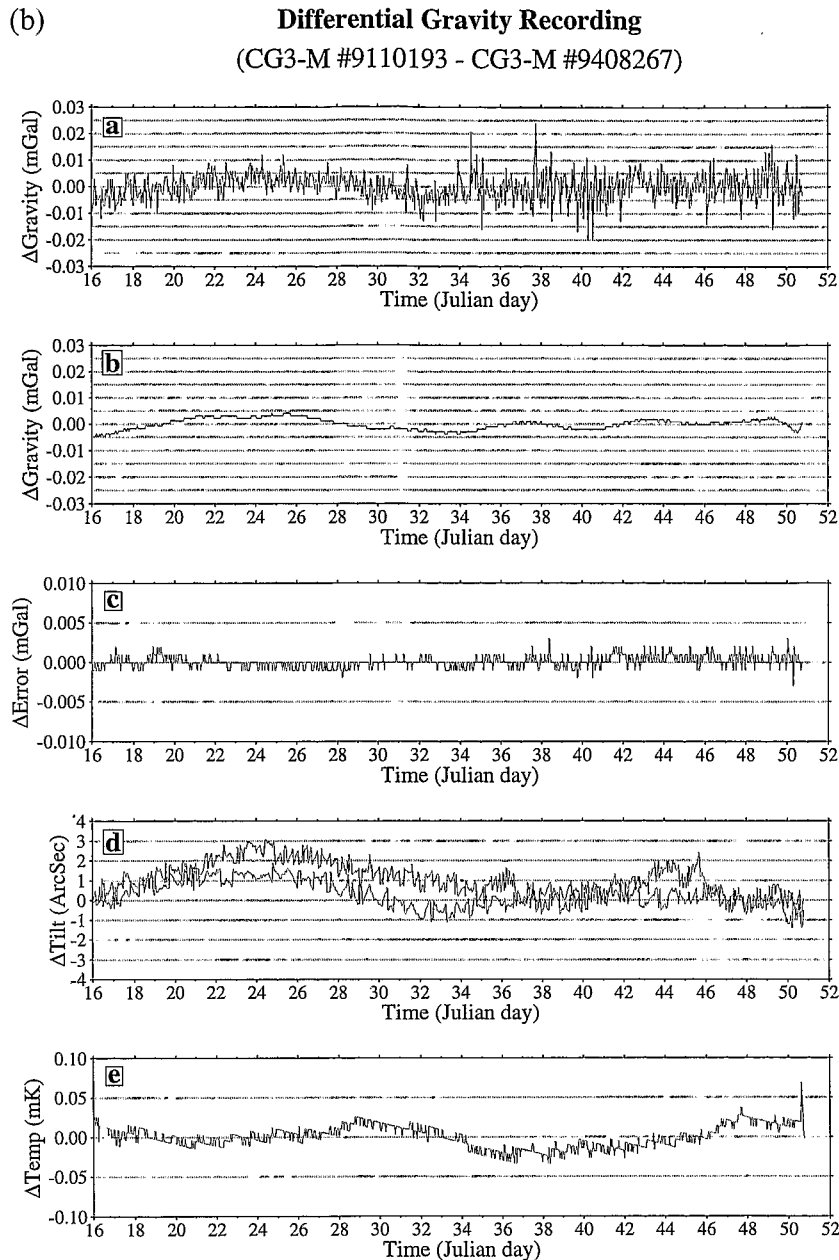 (b)
Differential Gravity Recording
(CG3-M #9110193 - CG3-M #9408267)
a
ΔGravity (mGal)
0.03
0.02
0.01
0.00
-0.01
-0.02
-0.03
16 18 20 22 24 26 28 30 32 34 36 38 40 42 44 46 48 50 52
Time (Julian day)
b
ΔGravity (mGal)
0.03
0.02
0.01
0.00
-0.01
-0.02
-0.03
16 18 20 22 24 26 28 30 32 34 36 38 40 42 44 46 48 50 52
Time (Julian day)
c
ΔError (mGal)
0.010
0.005
0.000
-0.005
-0.010
16 18 20 22 24 26 28 30 32 34 36 38 40 42 44 46 48 50 52
Time (Julian day)
d
ΔTilt (ArcSec)
4
3
2
1
0
-1
-2
-3
-4
16 18 20 22 24 26 28 30 32 34 36 38 40 42 44 46 48 50 52
Time (Julian day)
e
ΔTemp (mK)
0.10
0.05
0.00
-0.05
-0.10
16 18 20 22 24 26 28 30 32 34 36 38 40 42 44 46 48 50 52
Time (Julian day)